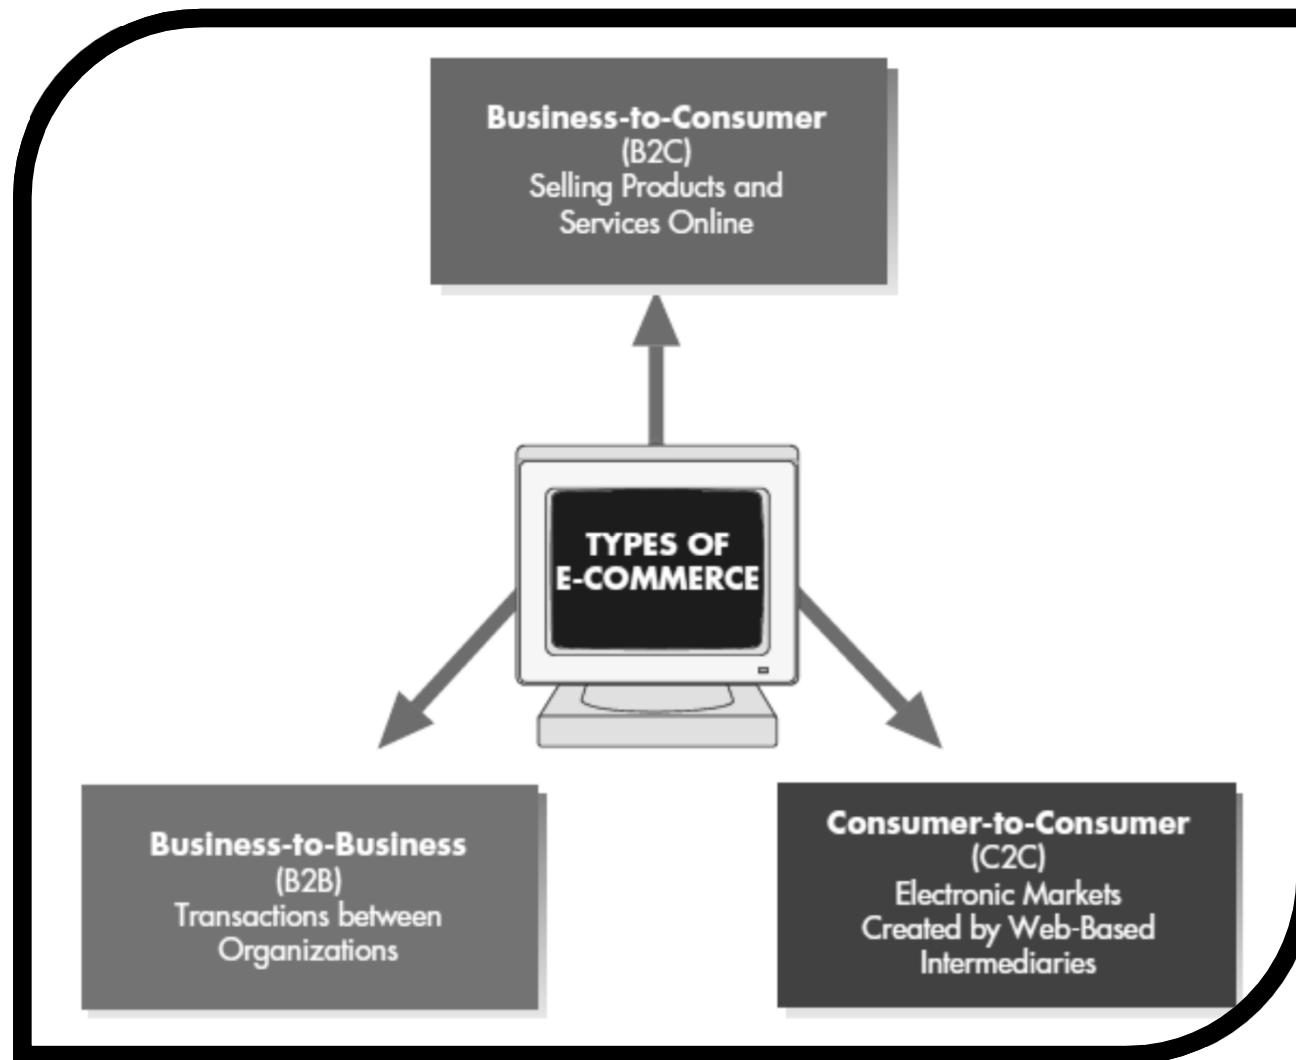 Business-to-Consumer
(B2C)
Selling Products and
Services Online
TYPES OF
E-COMMERCE
Business-to-Business
(B2B)
Transactions between
Organizations
Consumer-to-Consumer
(C2C)
Electronic Markets
Created by Web-Based
Intermediaries